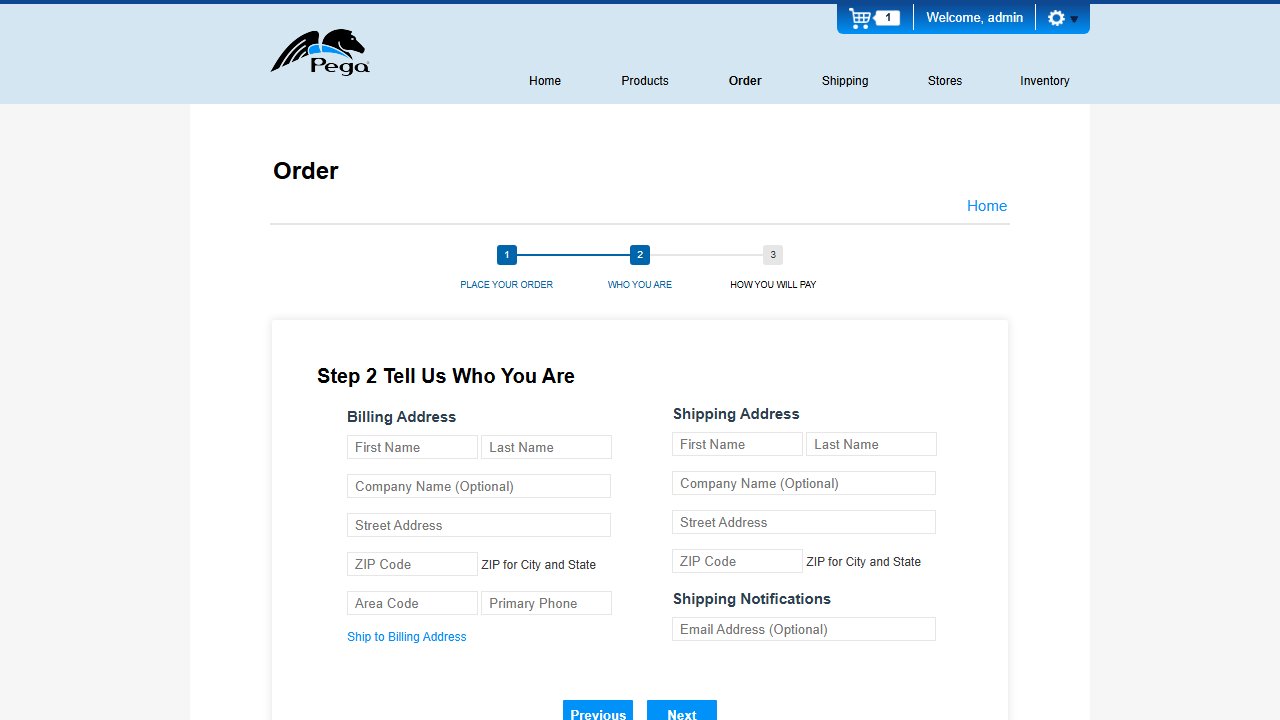 1 Welcome, admin
Pega
Home Products Order Shipping Stores Inventory
Order
Home
1 2 3
PLACE YOUR ORDER WHO YOU ARE HOW YOU WILL PAY
Step 2 Tell Us Who You Are
Billing Address
First Name Last Name
Company Name (Optional)
Street Address
ZIP Code ZIP for City and State
Area Code Primary Phone
Ship to Billing Address
Shipping Address
First Name Last Name
Company Name (Optional)
Street Address
ZIP Code ZIP for City and State
Shipping Notifications
Email Address (Optional)
Previous Next